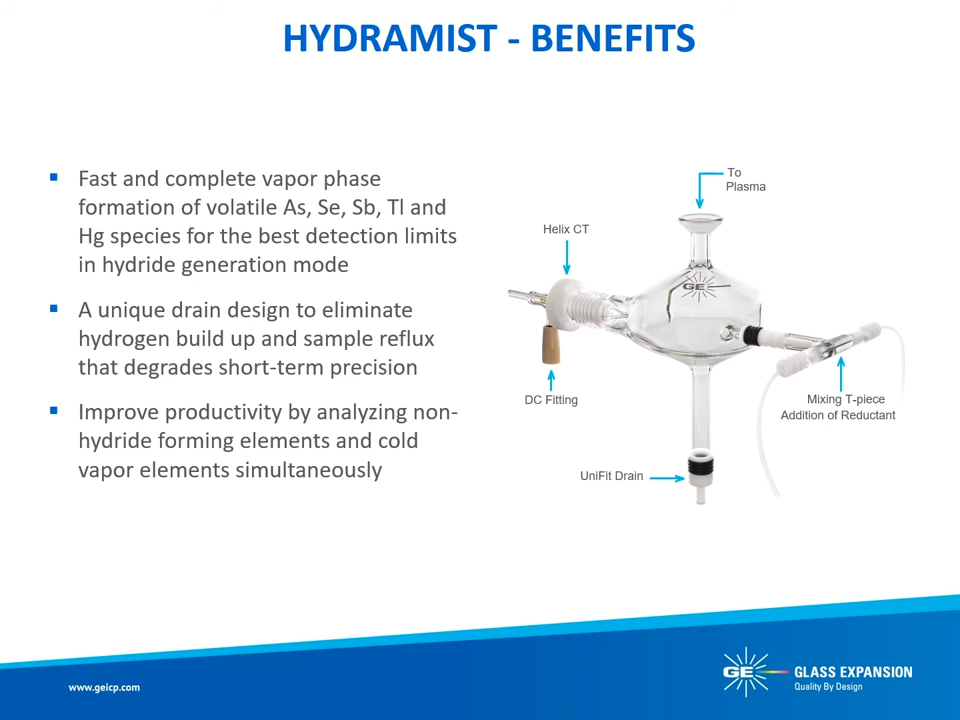 HYDRAMIST - BENEFITS
▪ Fast and complete vapor phase
formation of volatile As, Se, Sb, Tl and
Hg species for the best detection limits
in hydride generation mode
▪ A unique drain design to eliminate
hydrogen build up and sample reflux
that degrades short-term precision
▪ Improve productivity by analyzing non-
hydride forming elements and cold
vapor elements simultaneously
To
Plasma
Helix CT
GE
DC Fitting
Mixing T-piece
Addition of Reductant
UniFit Drain
www.geicp.com
GE
GLASS EXPANSION
Quality By Design